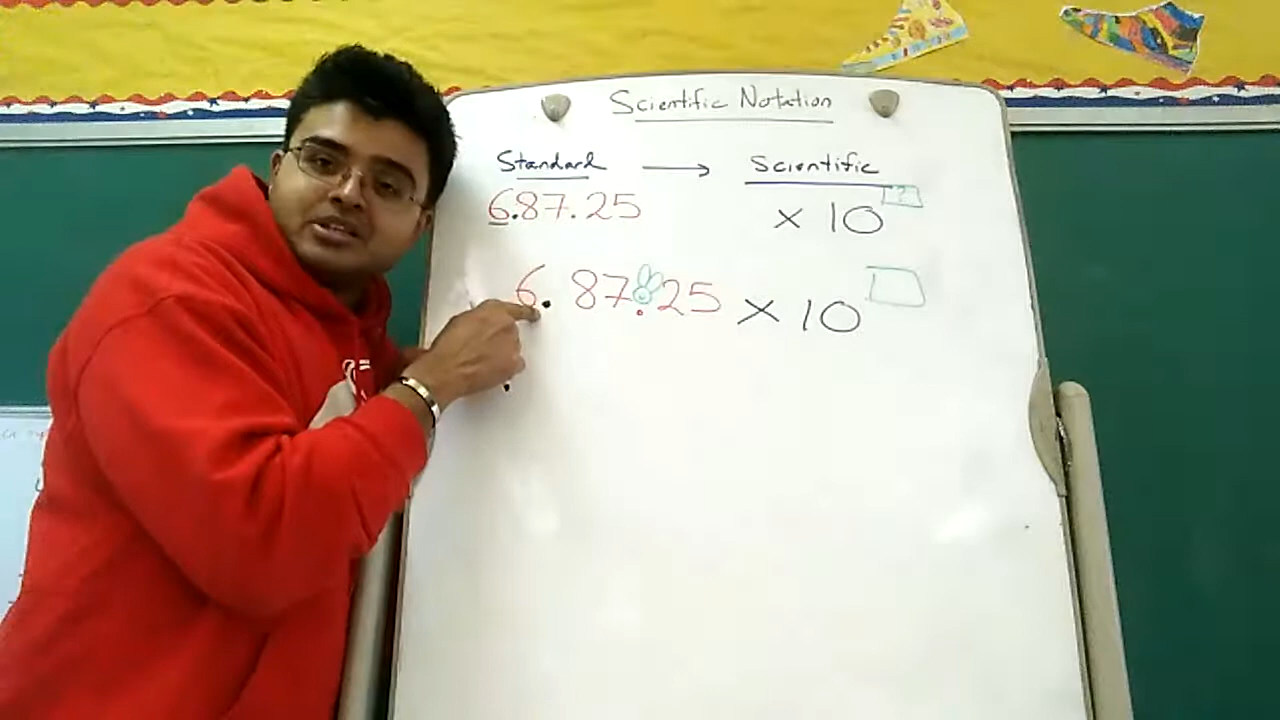 Scientific Notation
Standard → Scientific
6.87.25 × 10 ?
6. 87.25 × 10